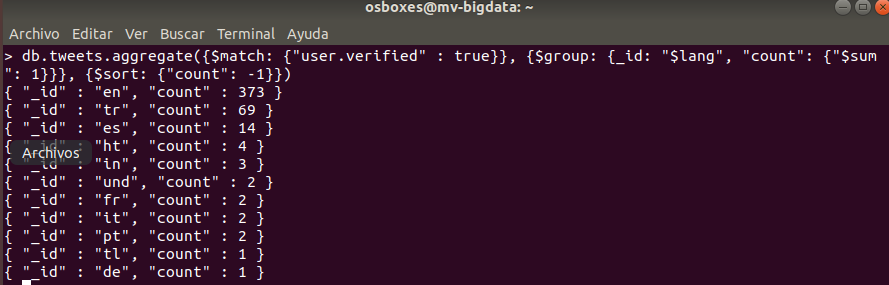 osboxes@mv-bigdata: ~
Archivo Editar Ver Buscar Terminal Ayuda
> db.tweets.aggregate({$match: {"user.verified" : true}}, {$group: {_id: "$lang", "count": {"$sum
": 1}}}, {$sort: {"count": -1}})
{ "_id" : "en", "count" : 373 }
{ "_id" : "tr", "count" : 69 }
{ "_id" : "es", "count" : 14 }
{ "_id" : "ht", "count" : 4 }
Archivos
{ "_id" : "in", "count" : 3 }
{ "_id" : "und", "count" : 2 }
{ "_id" : "fr", "count" : 2 }
{ "_id" : "it", "count" : 2 }
{ "_id" : "pt", "count" : 2 }
{ "_id" : "tl", "count" : 1 }
{ "_id" : "de", "count" : 1 }